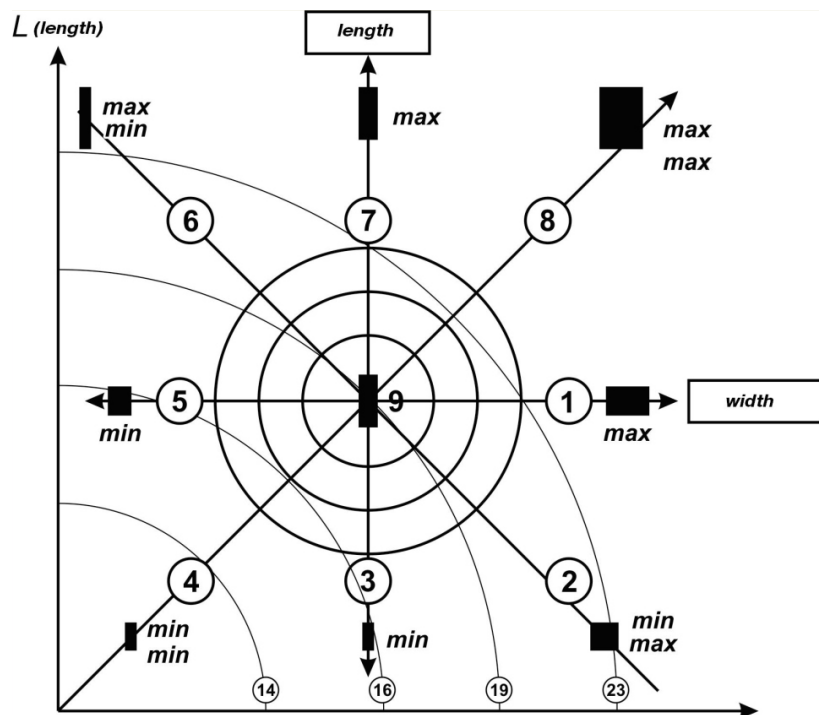 L (length)
length
max
min
max
max
max
6
7
8
5
9
1
width
min
max
4
3
2
min
min
min
min
max
14
16
19
23